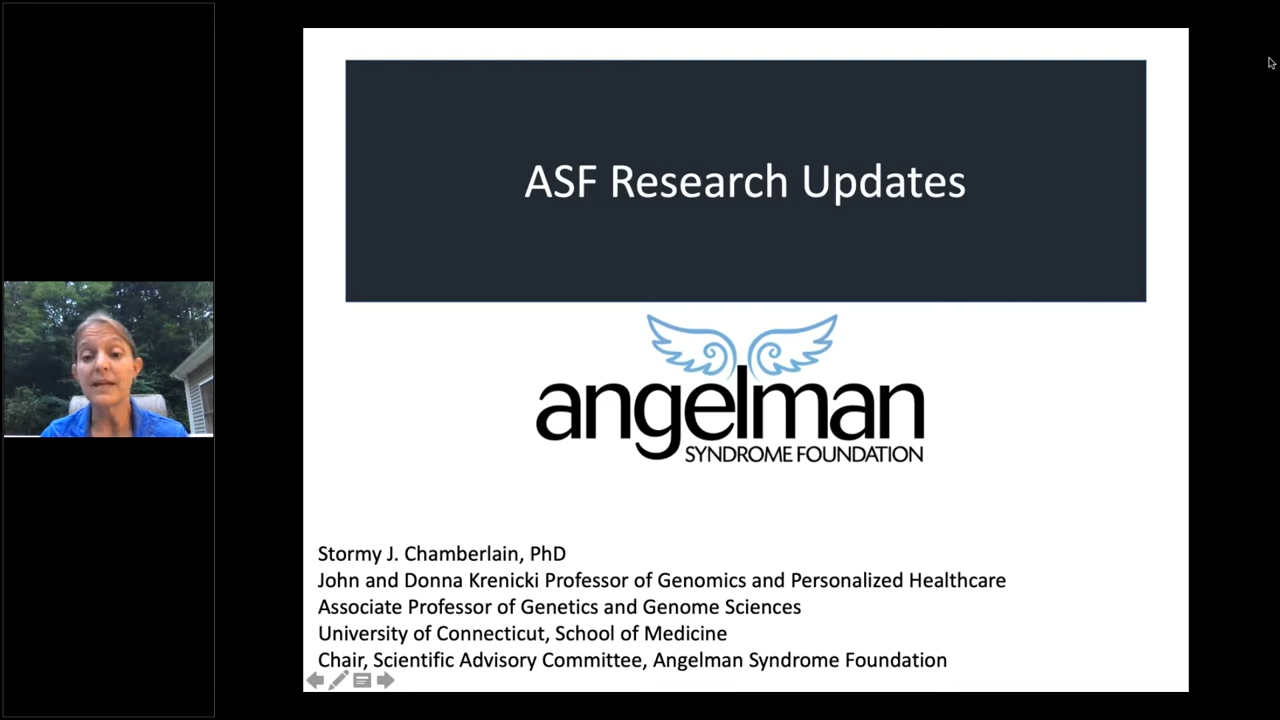 ASF Research Updates
angelman
SYNDROME FOUNDATION
Stormy J. Chamberlain, PhD
John and Donna Krenicki Professor of Genomics and Personalized Healthcare
Associate Professor of Genetics and Genome Sciences
University of Connecticut, School of Medicine
Chair, Scientific Advisory Committee, Angelman Syndrome Foundation